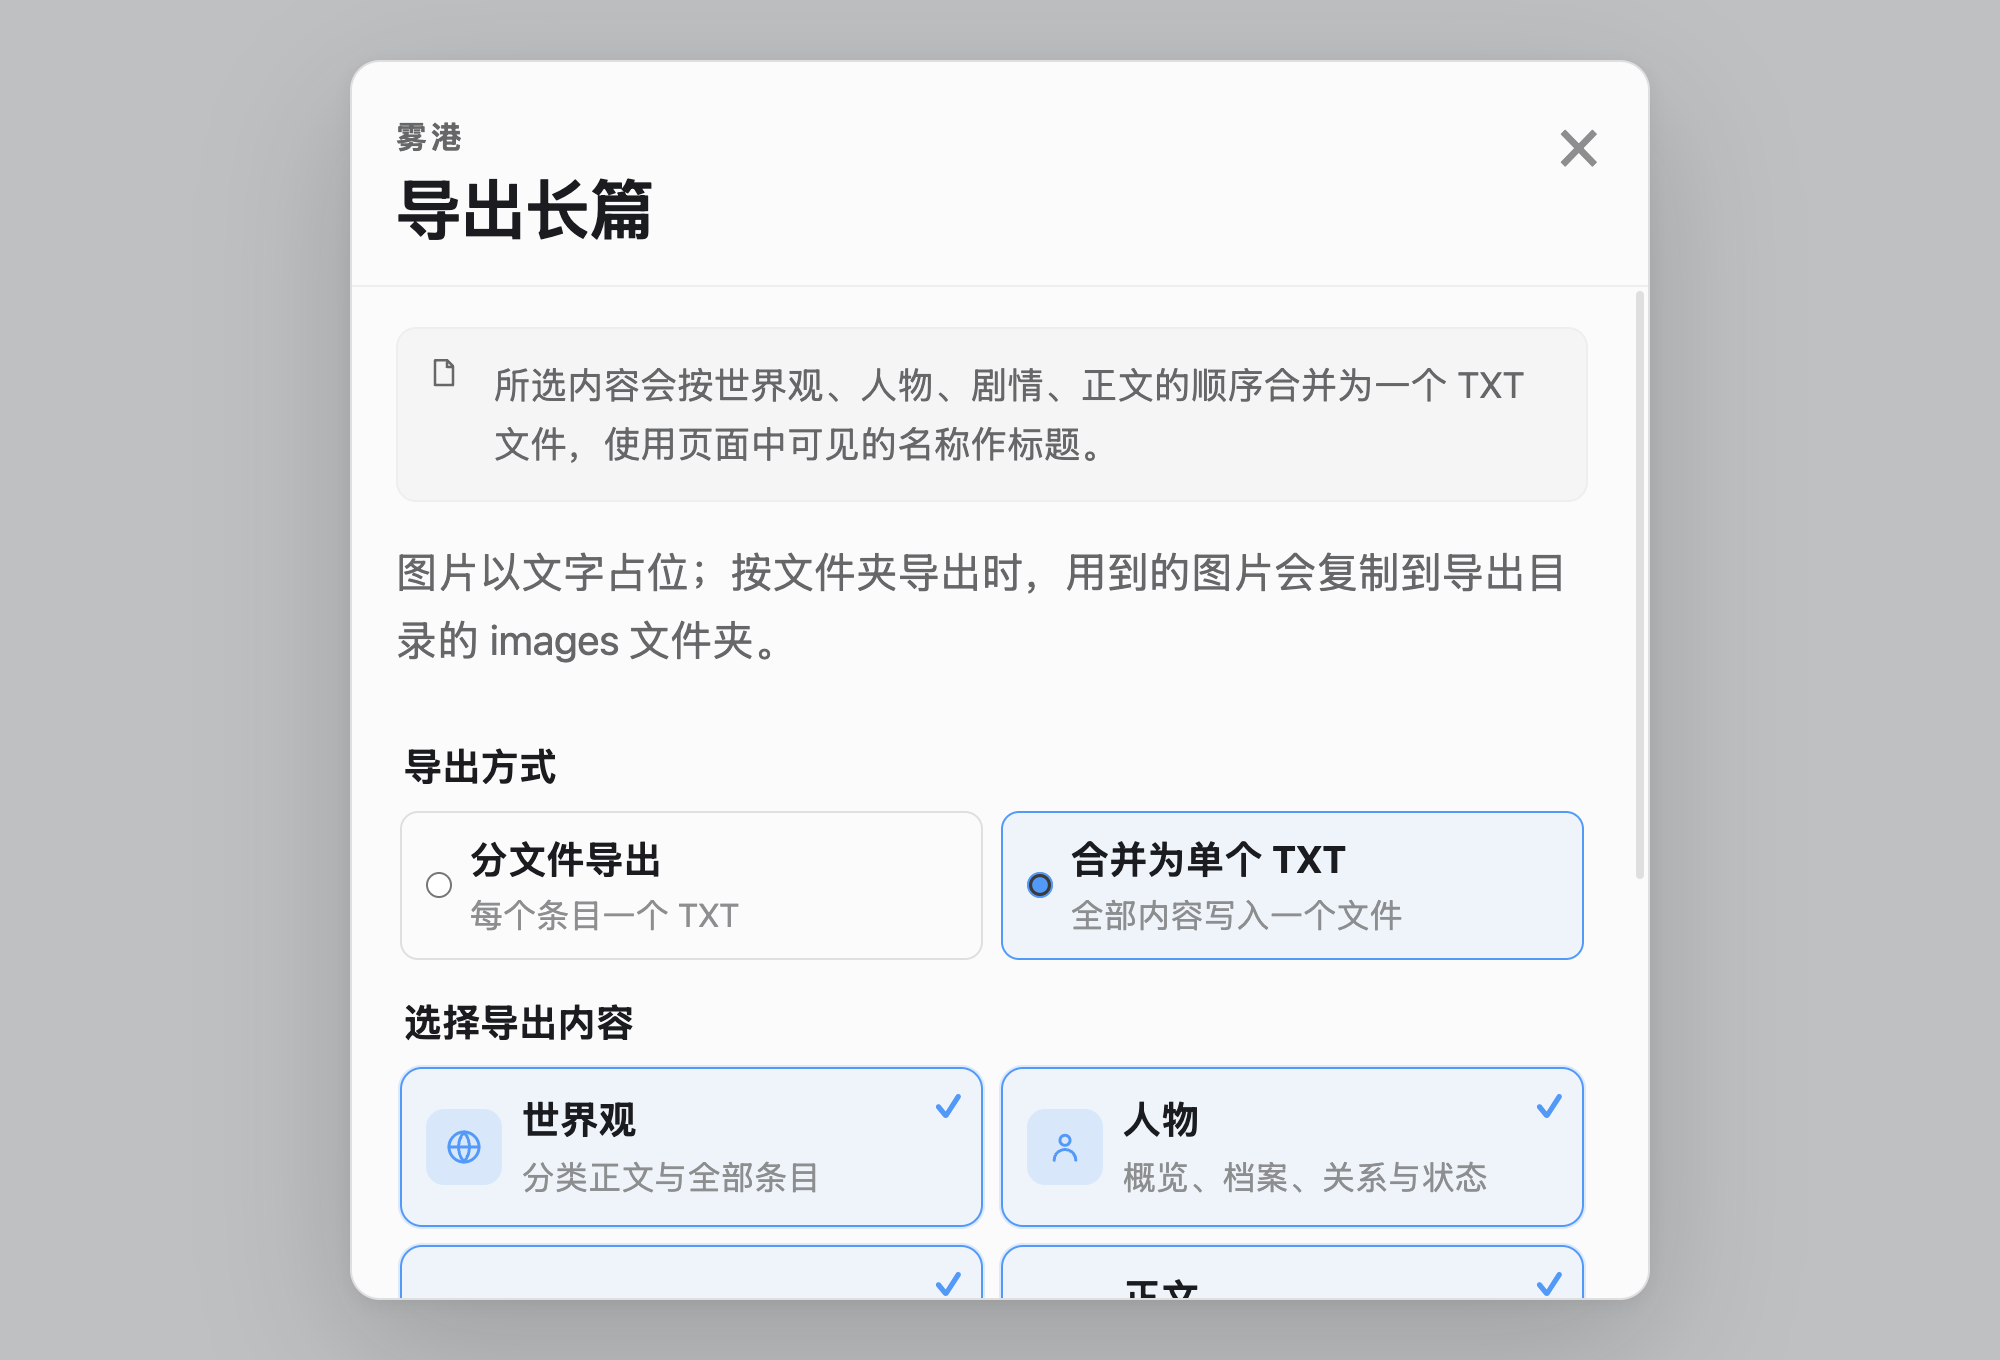 雾港
导出长篇
所选内容会按世界观、人物、剧情、正文的顺序合并为一个 TXT
文件，使用页面中可见的名称作标题。
图片以文字占位；按文件夹导出时，用到的图片会复制到导出目
录的 images 文件夹。
导出方式
分文件导出
每个条目一个 TXT
合并为单个 TXT
全部内容写入一个文件
选择导出内容
世界观
分类正文与全部条目
人物
概览、档案、关系与状态
正文